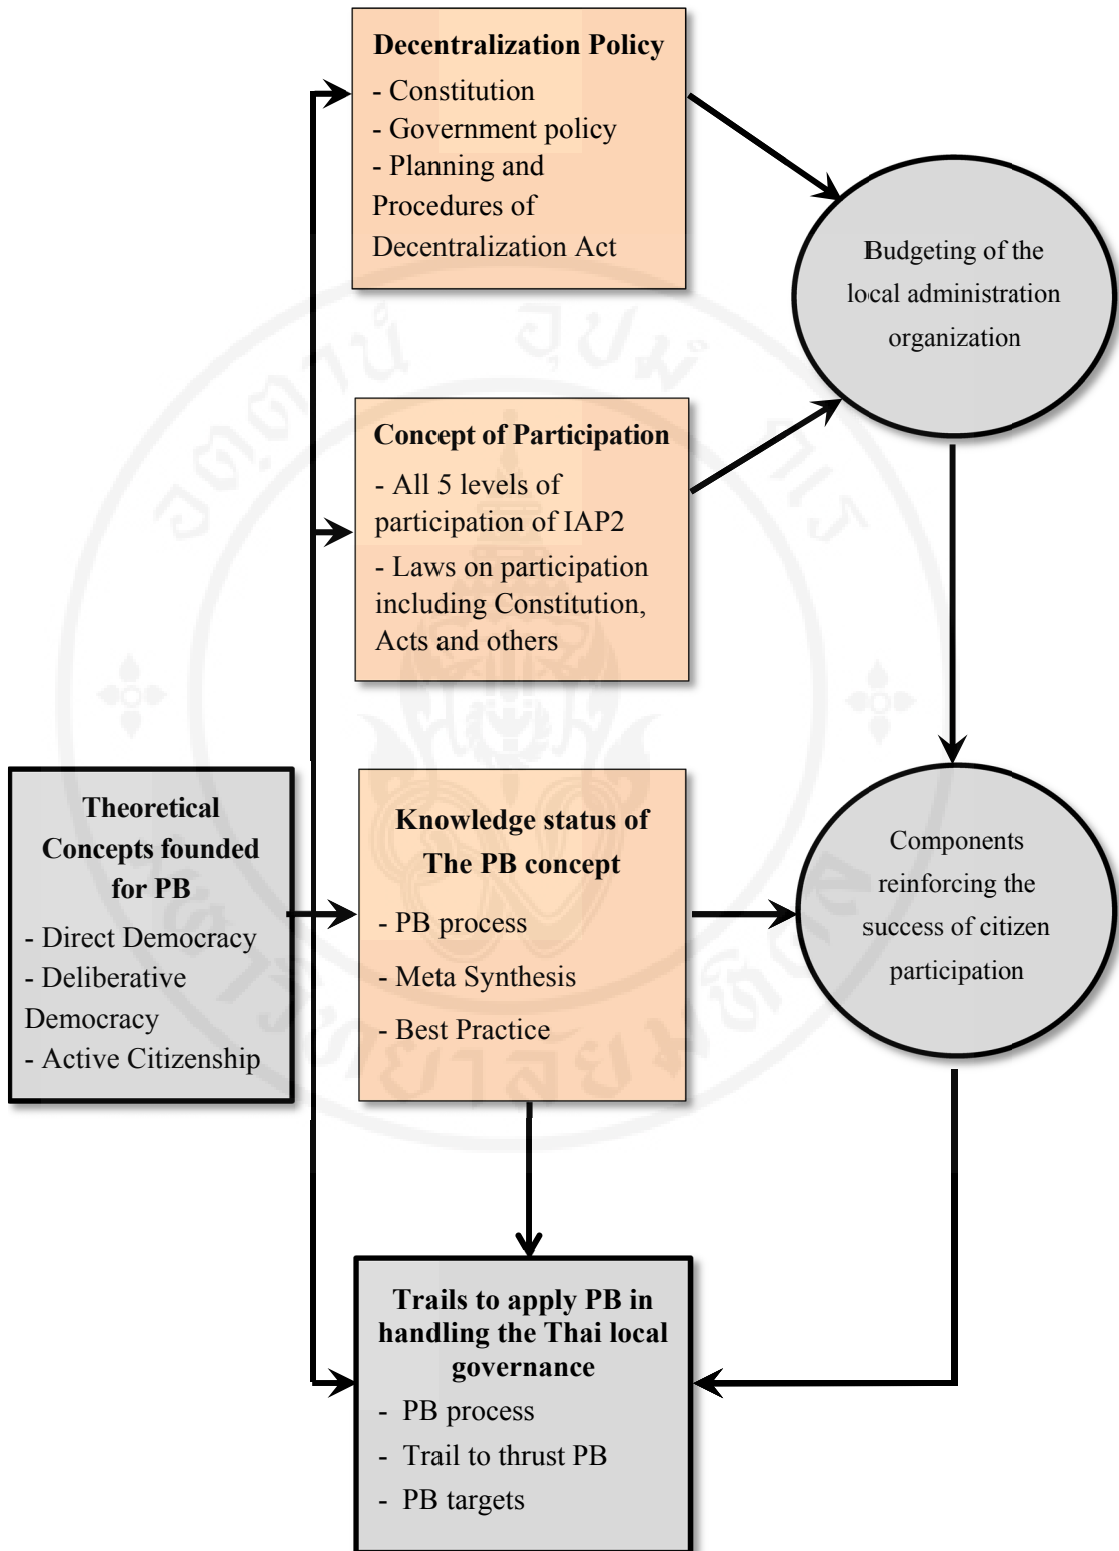 Decentralization Policy
- Constitution
- Government policy
- Planning and
Procedures of
Decentralization Act
Budgeting of the
local administration
organization
Concept of Participation
- All 5 levels of
participation of IAP2
- Laws on participation
including Constitution,
Acts and others
Theoretical
Concepts founded
for PB
- Direct Democracy
- Deliberative
Democracy
- Active Citizenship
Knowledge status of
The PB concept
- PB process
- Meta Synthesis
- Best Practice
Components
reinforcing the
success of citizen
participation
Trails to apply PB in
handling the Thai local
governance
- PB process
- Trail to thrust PB
- PB targets